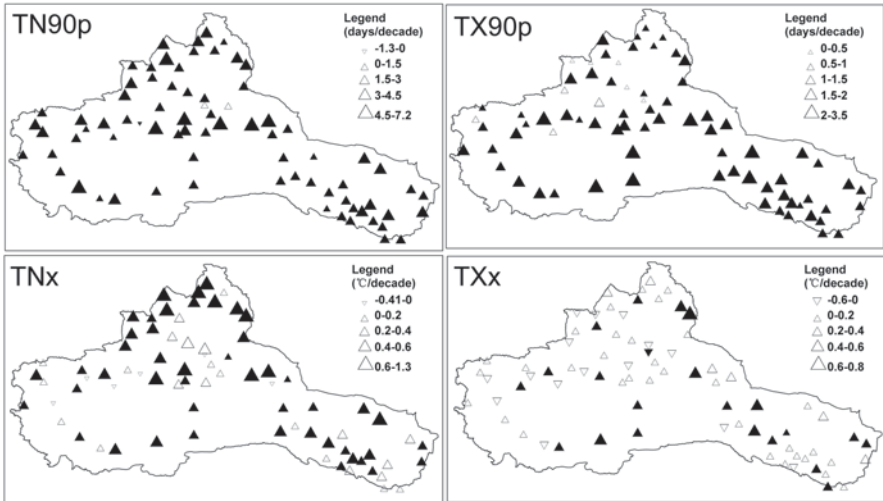 TN90p
Legend
(days/decade)
-1.3-0
0-1.5
1.5-3
3-4.5
4.5-7.2
TX90p
Legend
(days/decade)
0-0.5
0.5-1
1-1.5
1.5-2
2-3.5
TNx
Legend
(℃/decade)
-0.41-0
0-0.2
0.2-0.4
0.4-0.6
0.6-1.3
TXx
Legend
(℃/decade)
-0.6-0
0-0.2
0.2-0.4
0.4-0.6
0.6-0.8